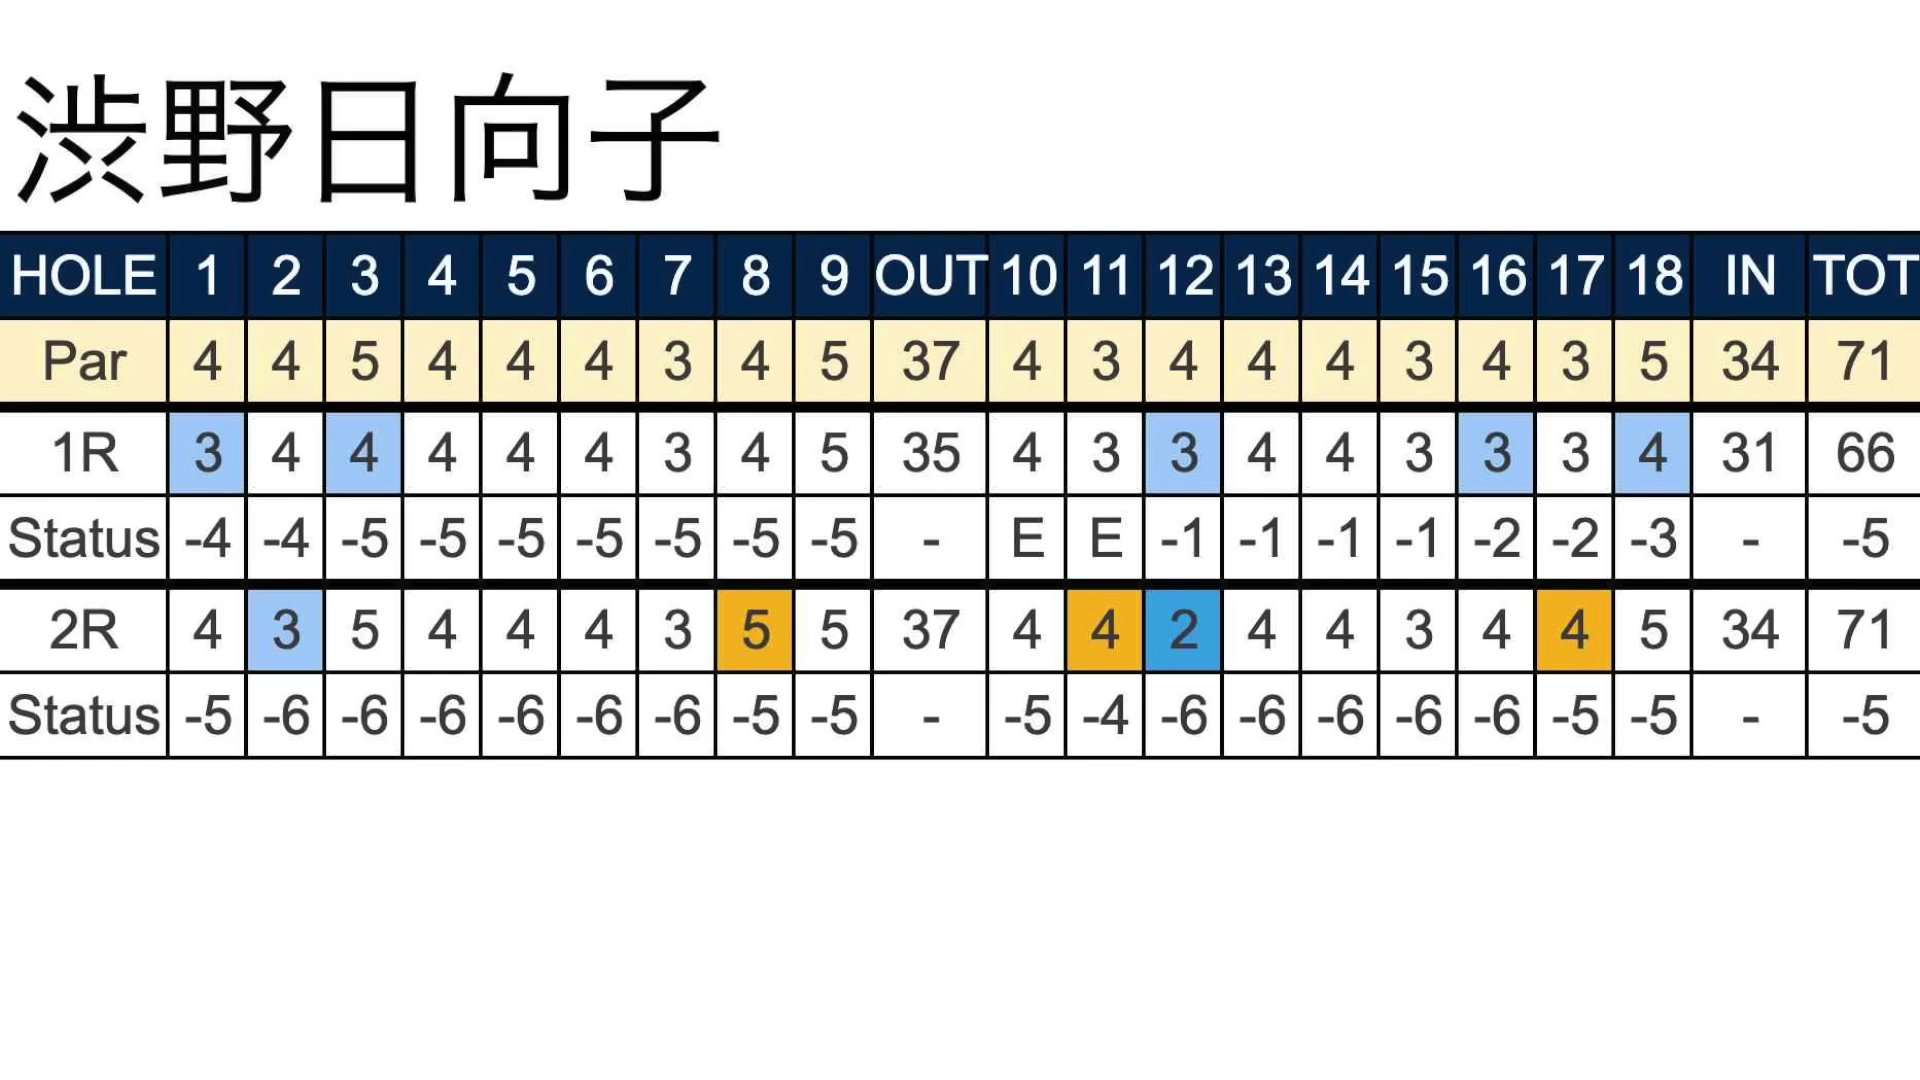 渋野日向子
HOLE 1 2 3 4 5 6 7 8 9 OUT 10 11 12 13 14 15 16 17 18 IN TOT
Par 4 4 5 4 4 4 3 4 5 37 4 3 4 4 4 3 4 3 5 34 71
1R 3 4 4 4 4 4 3 4 5 35 4 3 3 4 4 3 3 3 4 31 66
Status -4 -4 -5 -5 -5 -5 -5 -5 -5 - E E -1 -1 -1 -1 -2 -2 -3 - -5
2R 4 3 5 4 4 4 3 5 5 37 4 4 2 4 4 3 4 4 5 34 71
Status -5 -6 -6 -6 -6 -6 -6 -5 -5 - -5 -4 -6 -6 -6 -6 -6 -5 -5 - -5